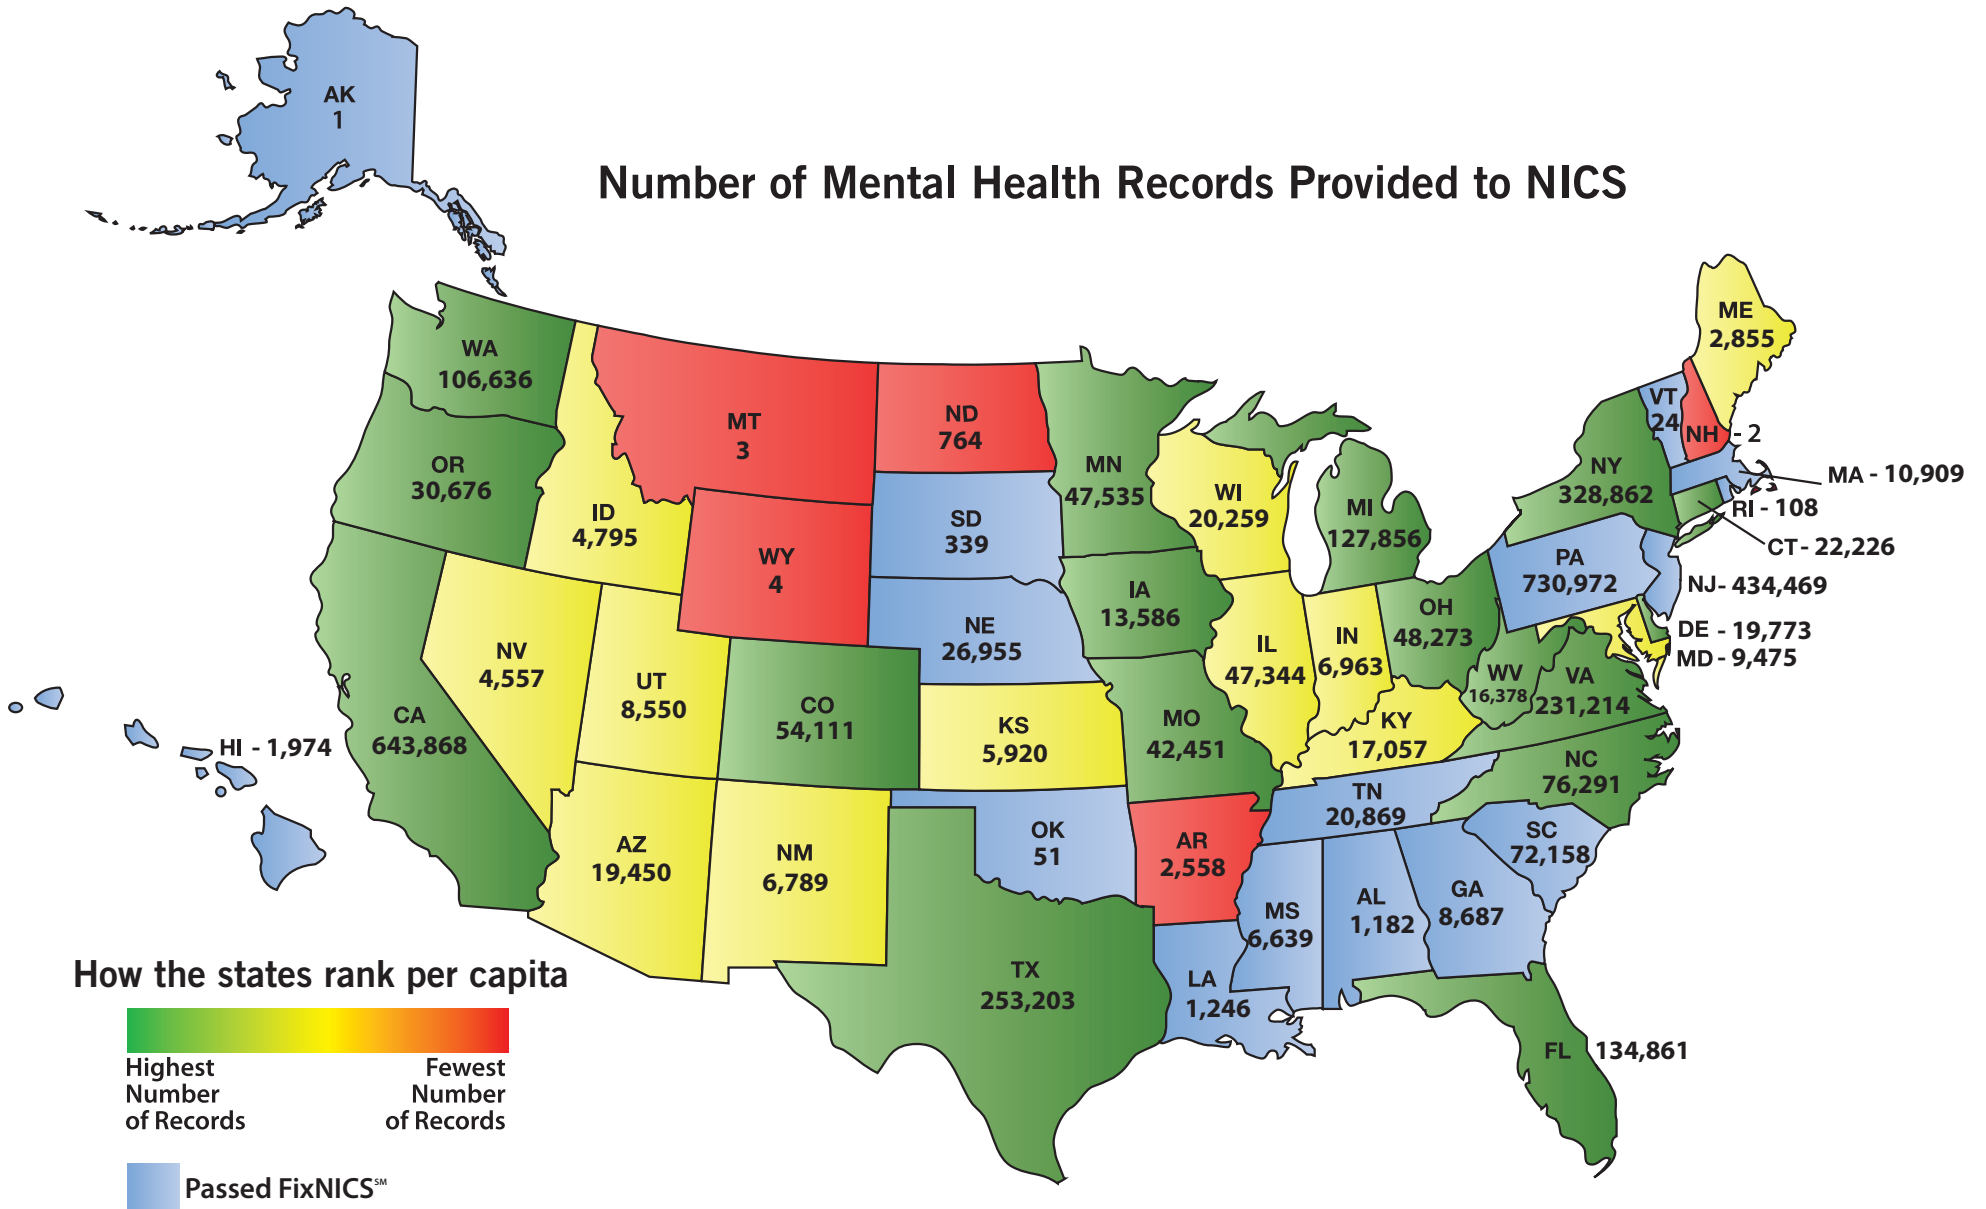 AK
1
Number of Mental Health Records Provided to NICS
WA
106,636
OR
30,676
CA
643,868
HI - 1,974
ID
4,795
NV
4,557
MT
3
WY
4
UT
8,550
AZ
19,450
CO
54,111
NM
6,789
ND
764
SD
339
NE
26,955
KS
5,920
OK
51
TX
253,203
MN
47,535
IA
13,586
MO
42,451
AR
2,558
LA
1,246
WI
20,259
IL
47,344
MI
127,856
IN
6,963
OH
48,273
KY
17,057
TN
20,869
MS
6,639
AL
1,182
GA
8,687
FL 134,861
SC
72,158
NC
76,291
VA
231,214
WV
16,378
PA
730,972
NY
328,862
VT
24
NH - 2
ME
2,855
MA - 10,909
RI - 108
CT - 22,226
NJ- 434,469
DE - 19,773
MD - 9,475
How the states rank per capita
Highest
Number
of Records
Fewest
Number
of Records
Passed FixNICS℠